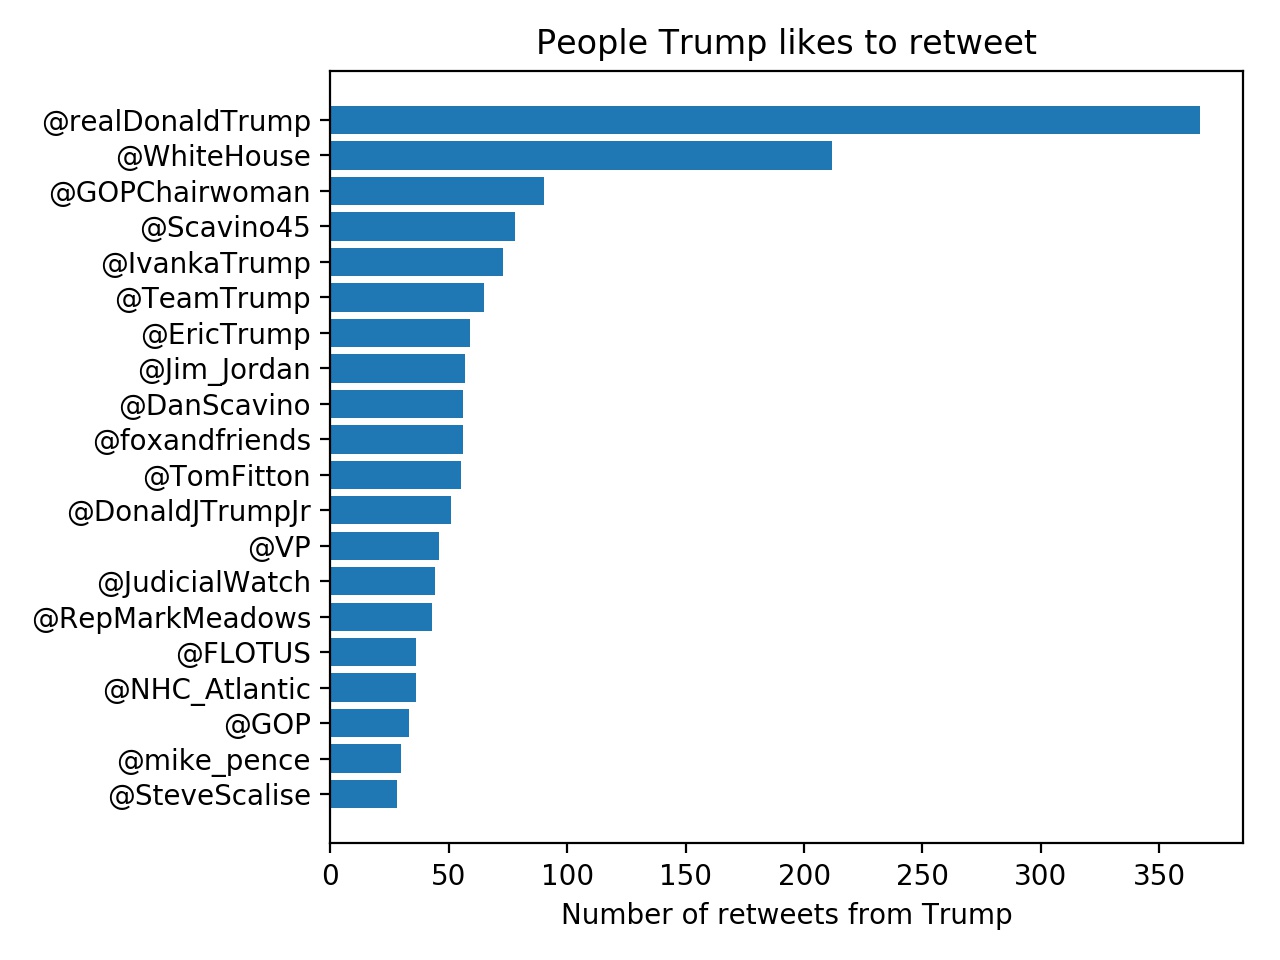 People Trump likes to retweet
@realDonaldTrump
@WhiteHouse
@GOPChairwoman
@Scavino45
@IvankaTrump
@TeamTrump
@EricTrump
@Jim_Jordan
@DanScavino
@foxandfriends
@TomFitton
@DonaldJTrumpJr
@VP
@JudicialWatch
@RepMarkMeadows
@FLOTUS
@NHC_Atlantic
@GOP
@mike_pence
@SteveScalise
0 50 100 150 200 250 300 350
Number of retweets from Trump